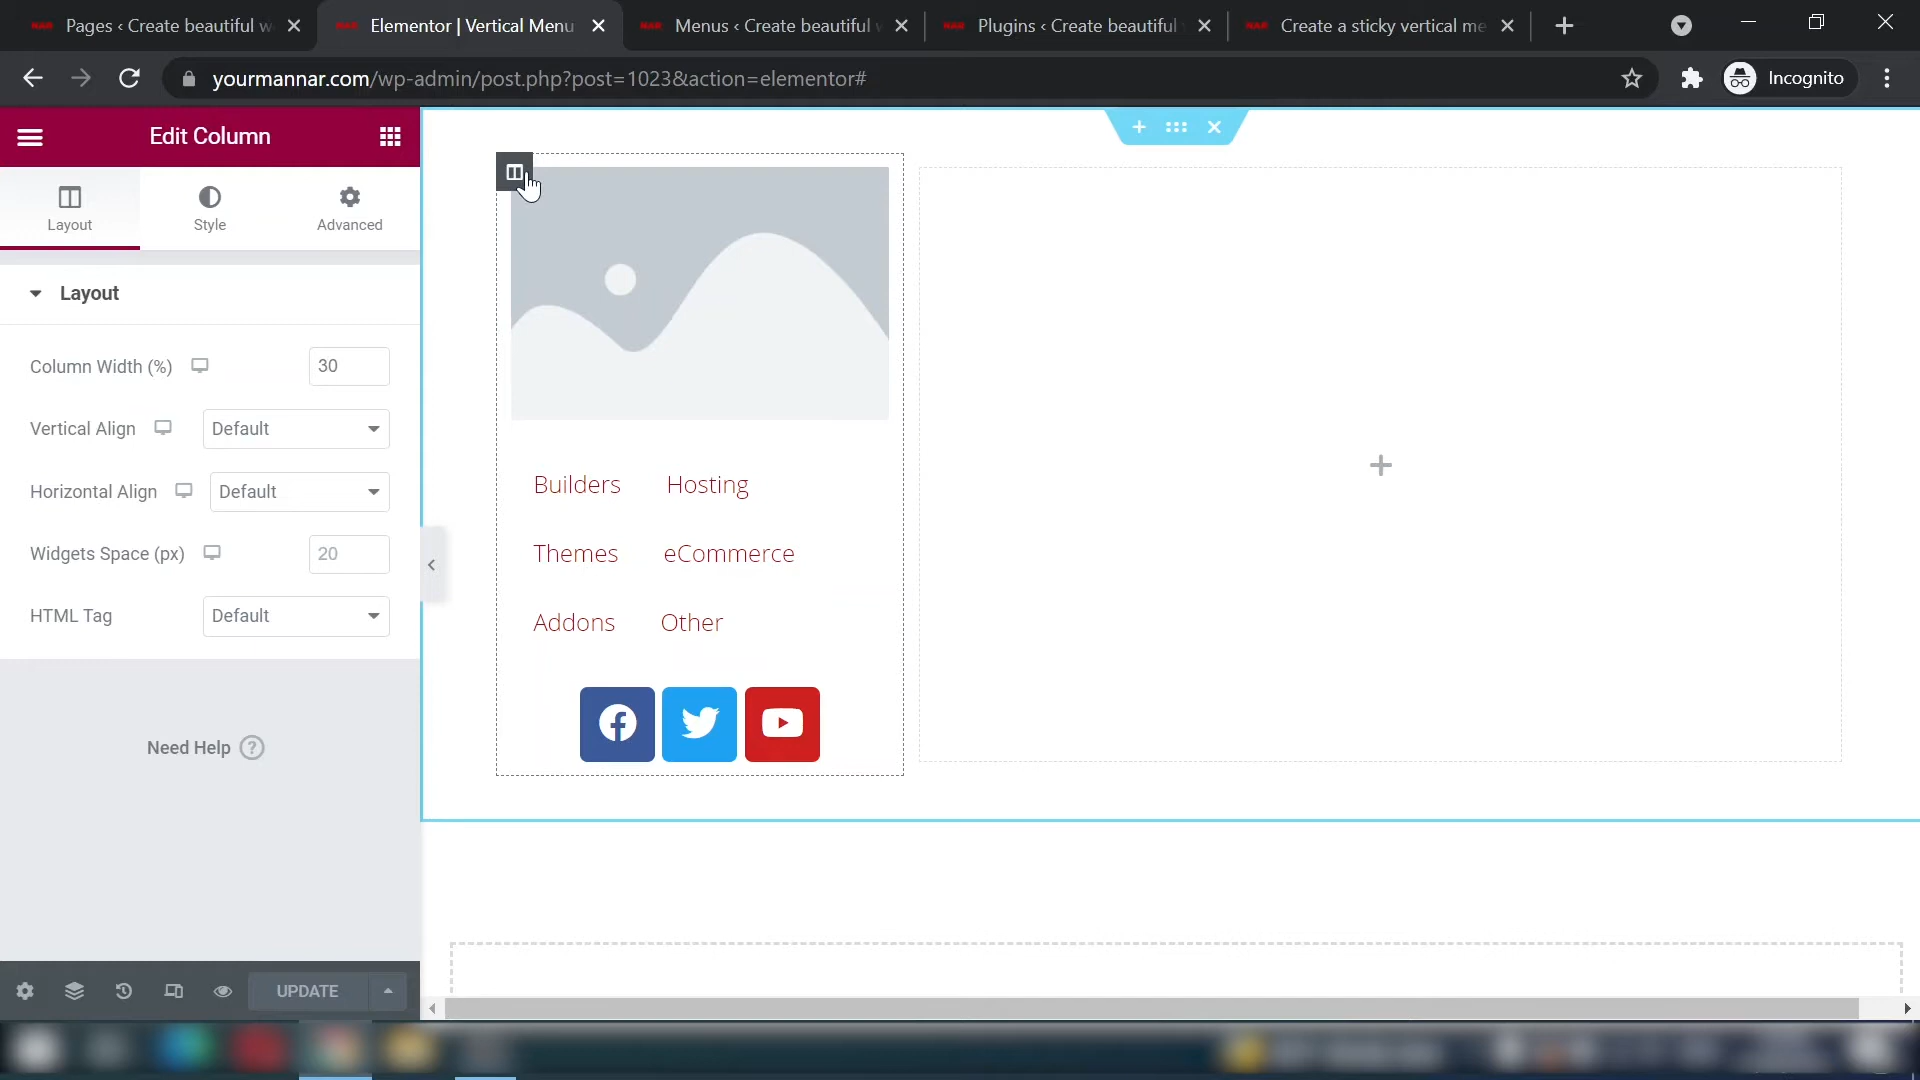 Pages ‹ Create beautiful w
Elementor | Vertical Menu
Menus ‹ Create beautiful
Plugins ‹ Create beautiful
Create a sticky vertical me
yourmannar.com/wp-admin/post.php?post=1023&action=elementor#
Incognito
Edit Column
Layout
Style
Advanced
Layout
Column Width (%)
30
Vertical Align
Default
Horizontal Align
Default
Widgets Space (px)
20
HTML Tag
Default
Need Help ?
UPDATE
Builders
Hosting
Themes
eCommerce
Addons
Other